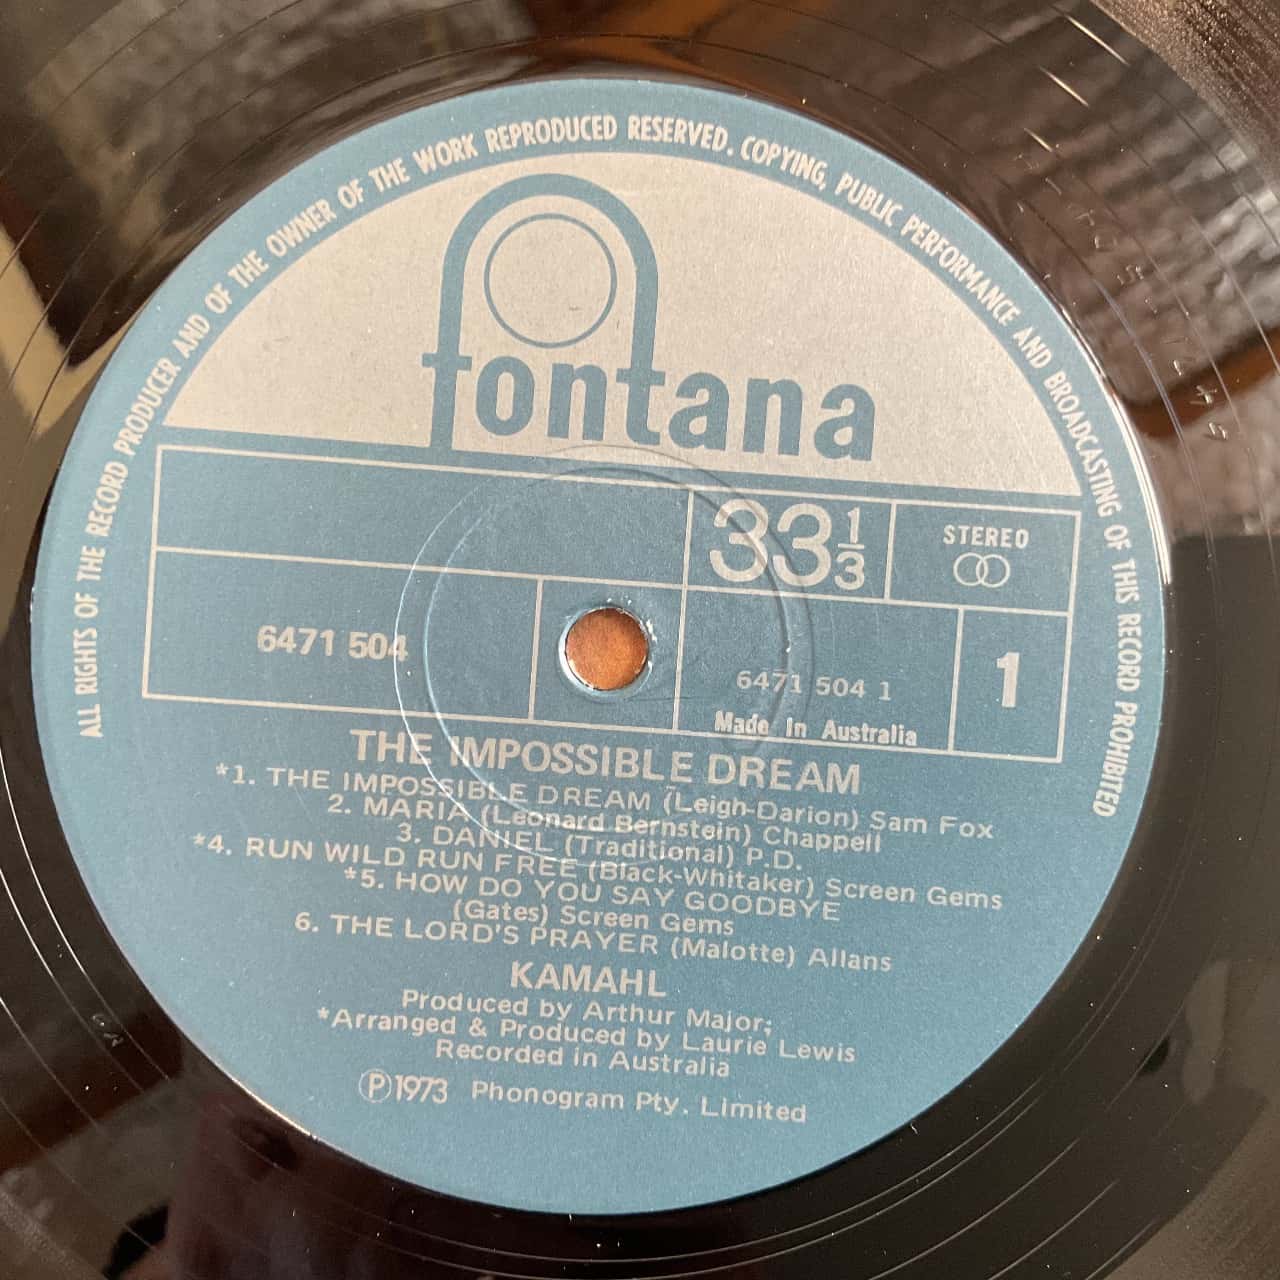 ALL RIGHTS OF THE RECORD PRODUCER AND OF THE OWNER OF THE WORK REPRODUCED RESERVED. COPYING, PUBLIC PERFORMANCE AND BROADCASTING OF THIS RECORD PROHIBITED
fontana
33 1/3
STEREO
6471 504
6471 504 1
1
Made In Australia
THE IMPOSSIBLE DREAM
*1. THE IMPOSSIBLE DREAM (Leigh-Darion) Sam Fox
2. MARIA (Leonard Bernstein) Chappell
3. DANIEL (Traditional) P.D.
*4. RUN WILD RUN FREE (Black-Whitaker) Screen Gems
*5. HOW DO YOU SAY GOODBYE
(Gates) Screen Gems
6. THE LORD'S PRAYER (Malotte) Allans
KAMAHL
Produced by Arthur Major;
*Arranged & Produced by Laurie Lewis
Recorded in Australia
Ⓟ1973 Phonogram Pty. Limited